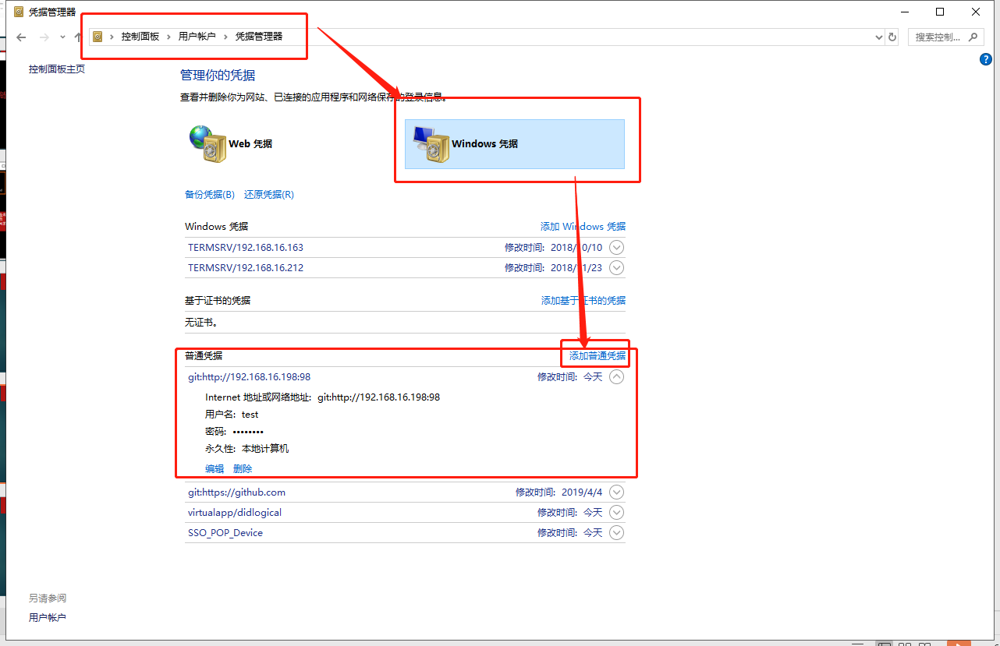 凭据管理器
控制面板 › 用户帐户 › 凭据管理器
搜索控制...
控制面板主页
管理你的凭据
查看并删除你为网站、已连接的应用程序和网络保存的登录信息。
Web 凭据
Windows 凭据
备份凭据(B) 还原凭据(R)
Windows 凭据 添加 Windows 凭据
TERMSRV/192.168.16.163 修改时间: 2018/10/10
TERMSRV/192.168.16.212 修改时间: 2018/11/23
基于证书的凭据 添加基于证书的凭据
无证书。
普通凭据 添加普通凭据
git:http://192.168.16.198:98 修改时间: 今天
Internet 地址或网络地址: git:http://192.168.16.198:98
用户名: test
密码: ••••••••
永久性: 本地计算机
编辑 删除
git:https://github.com 修改时间: 2019/4/4
virtualapp/didlogical 修改时间: 今天
SSO_POP_Device 修改时间: 今天
另请参阅
用户帐户